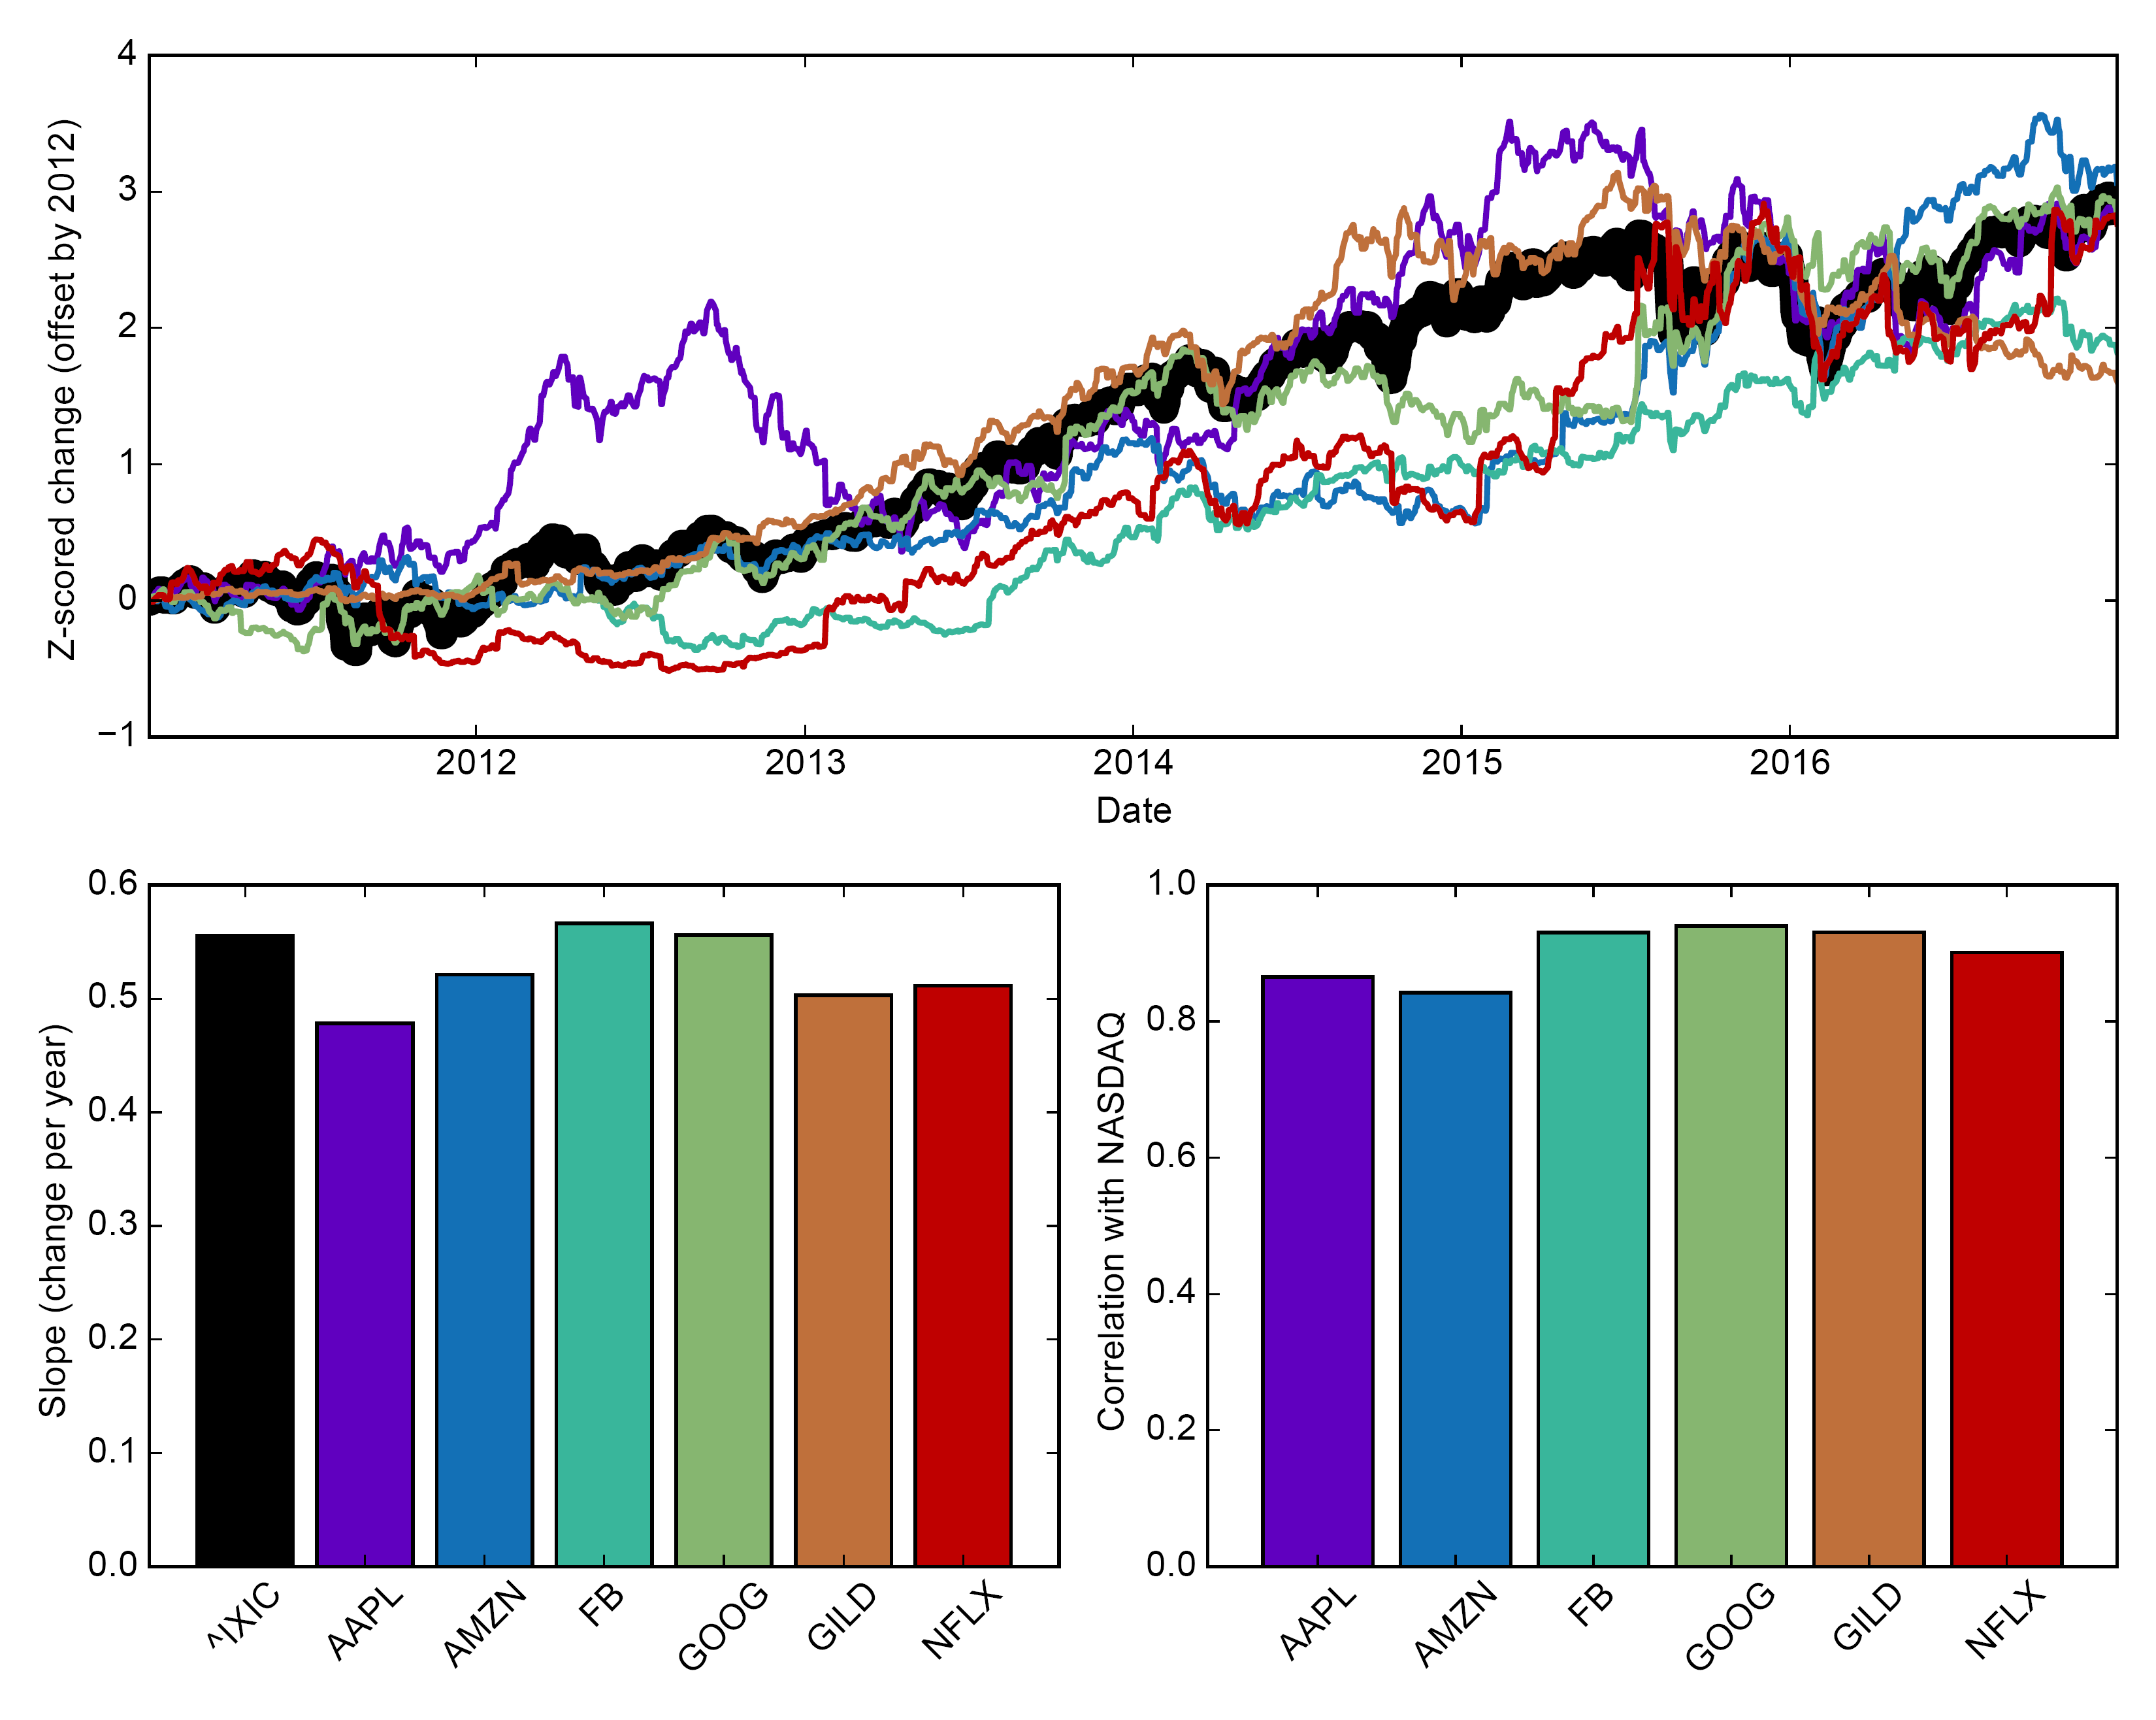 Z-scored change (offset by 2012)
4
3
2
1
0
−1
2012 2013 2014 2015 2016
Date
Slope (change per year)
0.6
0.5
0.4
0.3
0.2
0.1
0.0
^IXIC AAPL AMZN FB GOOG GILD NFLX
Correlation with NASDAQ
1.0
0.8
0.6
0.4
0.2
0.0
AAPL AMZN FB GOOG GILD NFLX